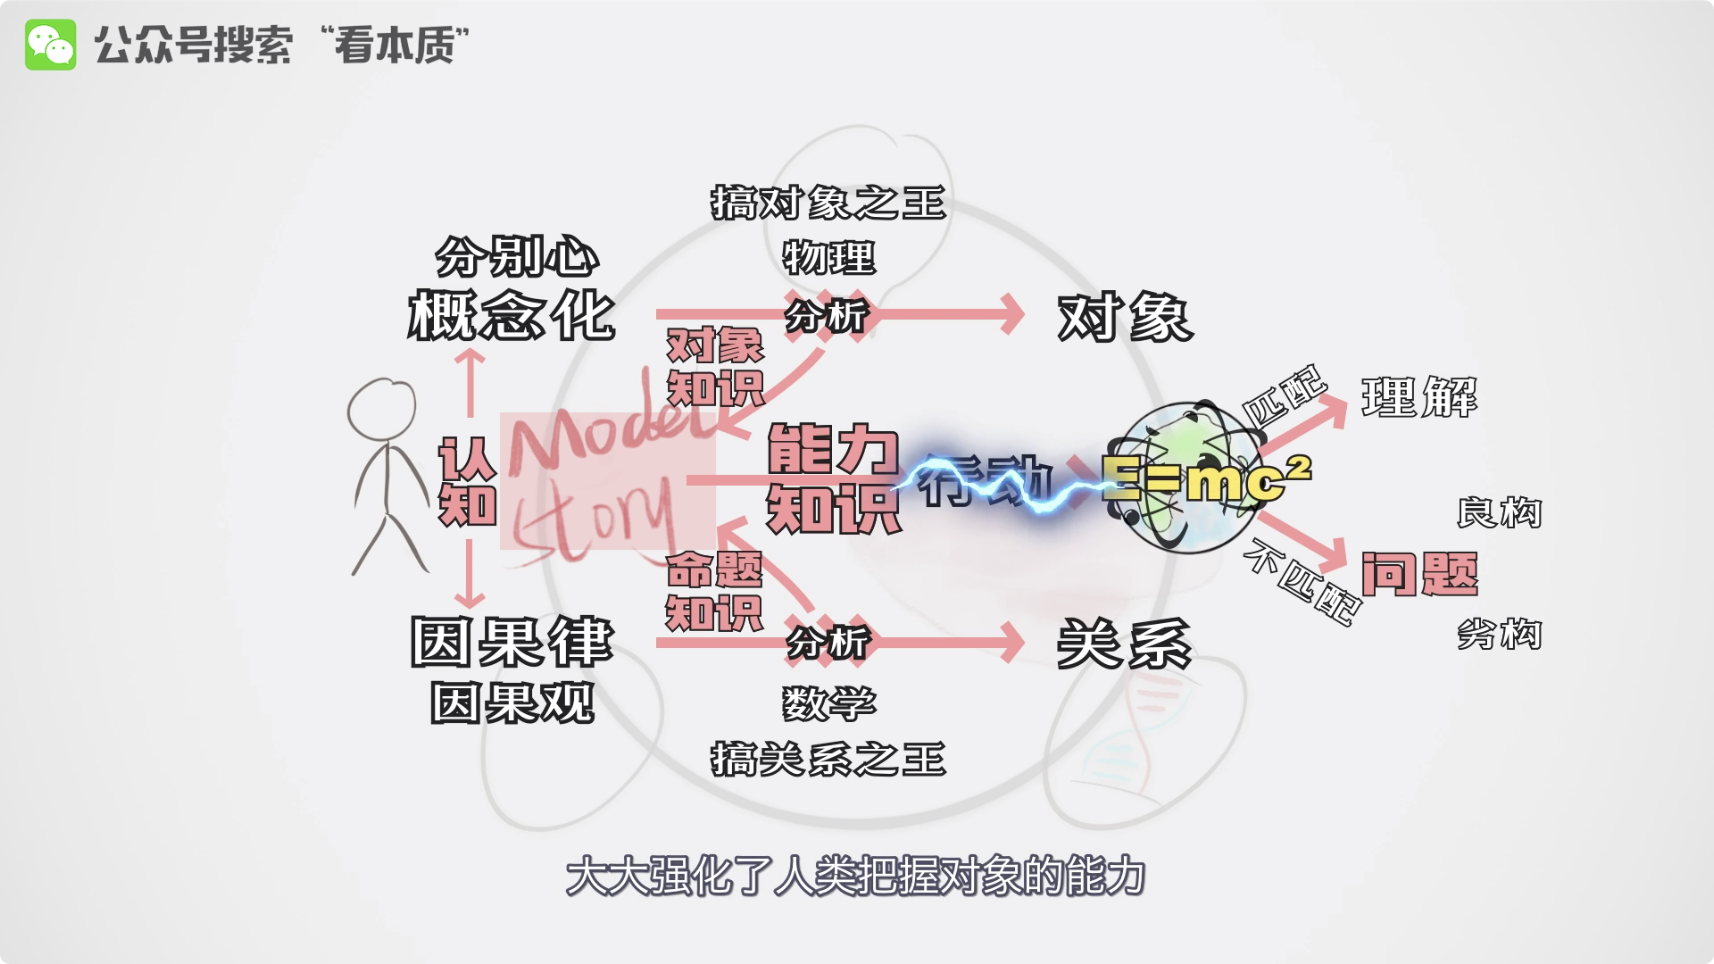 公众号搜索“看本质”
搞对象之王
物理
分别心
概念化
分析
对象
对象
知识
匹配
理解
认
知
Model
Story
能力
知识
行动
E=mc²
良构
不匹配
问题
劣构
命题
知识
因果律
分析
关系
因果观
数学
搞关系之王
大大强化了人类把握对象的能力